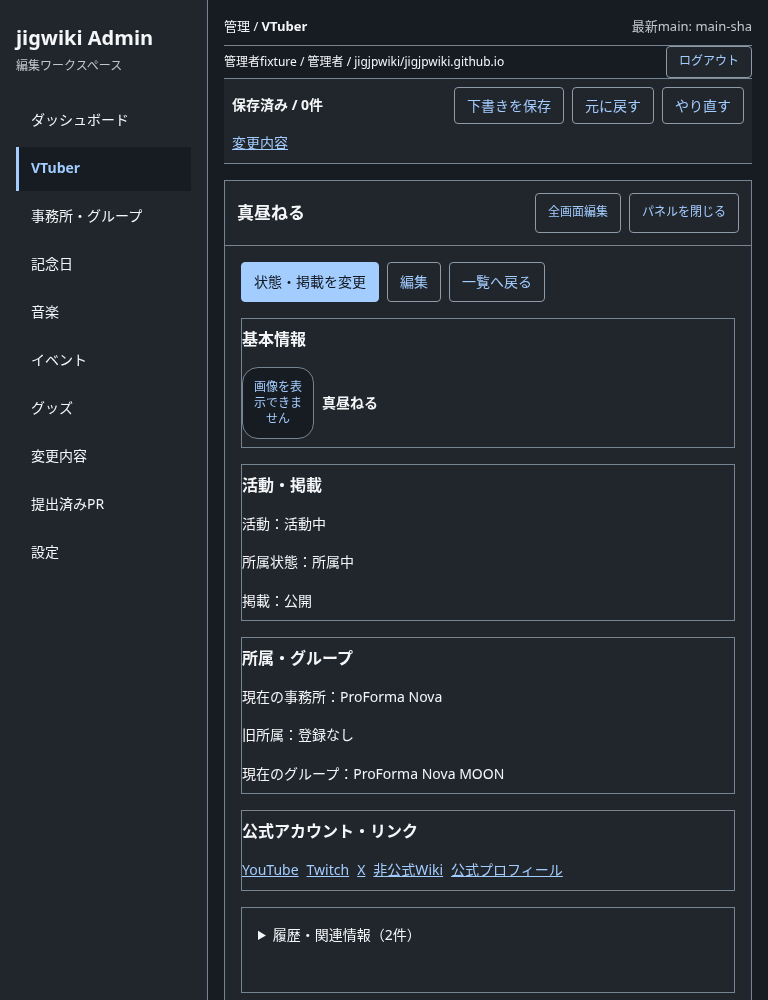 jigwiki Admin
編集ワークスペース
ダッシュボード
VTuber
事務所・グループ
記念日
音楽
イベント
グッズ
変更内容
提出済みPR
設定
管理 / VTuber
最新main: main-sha
管理者fixture / 管理者 / jigjpwiki/jigjpwiki.github.io
ログアウト
保存済み / 0件
下書きを保存
元に戻す
やり直す
変更内容
真昼ねる
全画面編集
パネルを閉じる
状態・掲載を変更
編集
一覧へ戻る
基本情報
画像を表
示できま
せん
真昼ねる
活動・掲載
活動：活動中
所属状態：所属中
掲載：公開
所属・グループ
現在の事務所：ProForma Nova
旧所属：登録なし
現在のグループ：ProForma Nova MOON
公式アカウント・リンク
YouTube Twitch X 非公式Wiki 公式プロフィール
▶ 履歴・関連情報（2件）